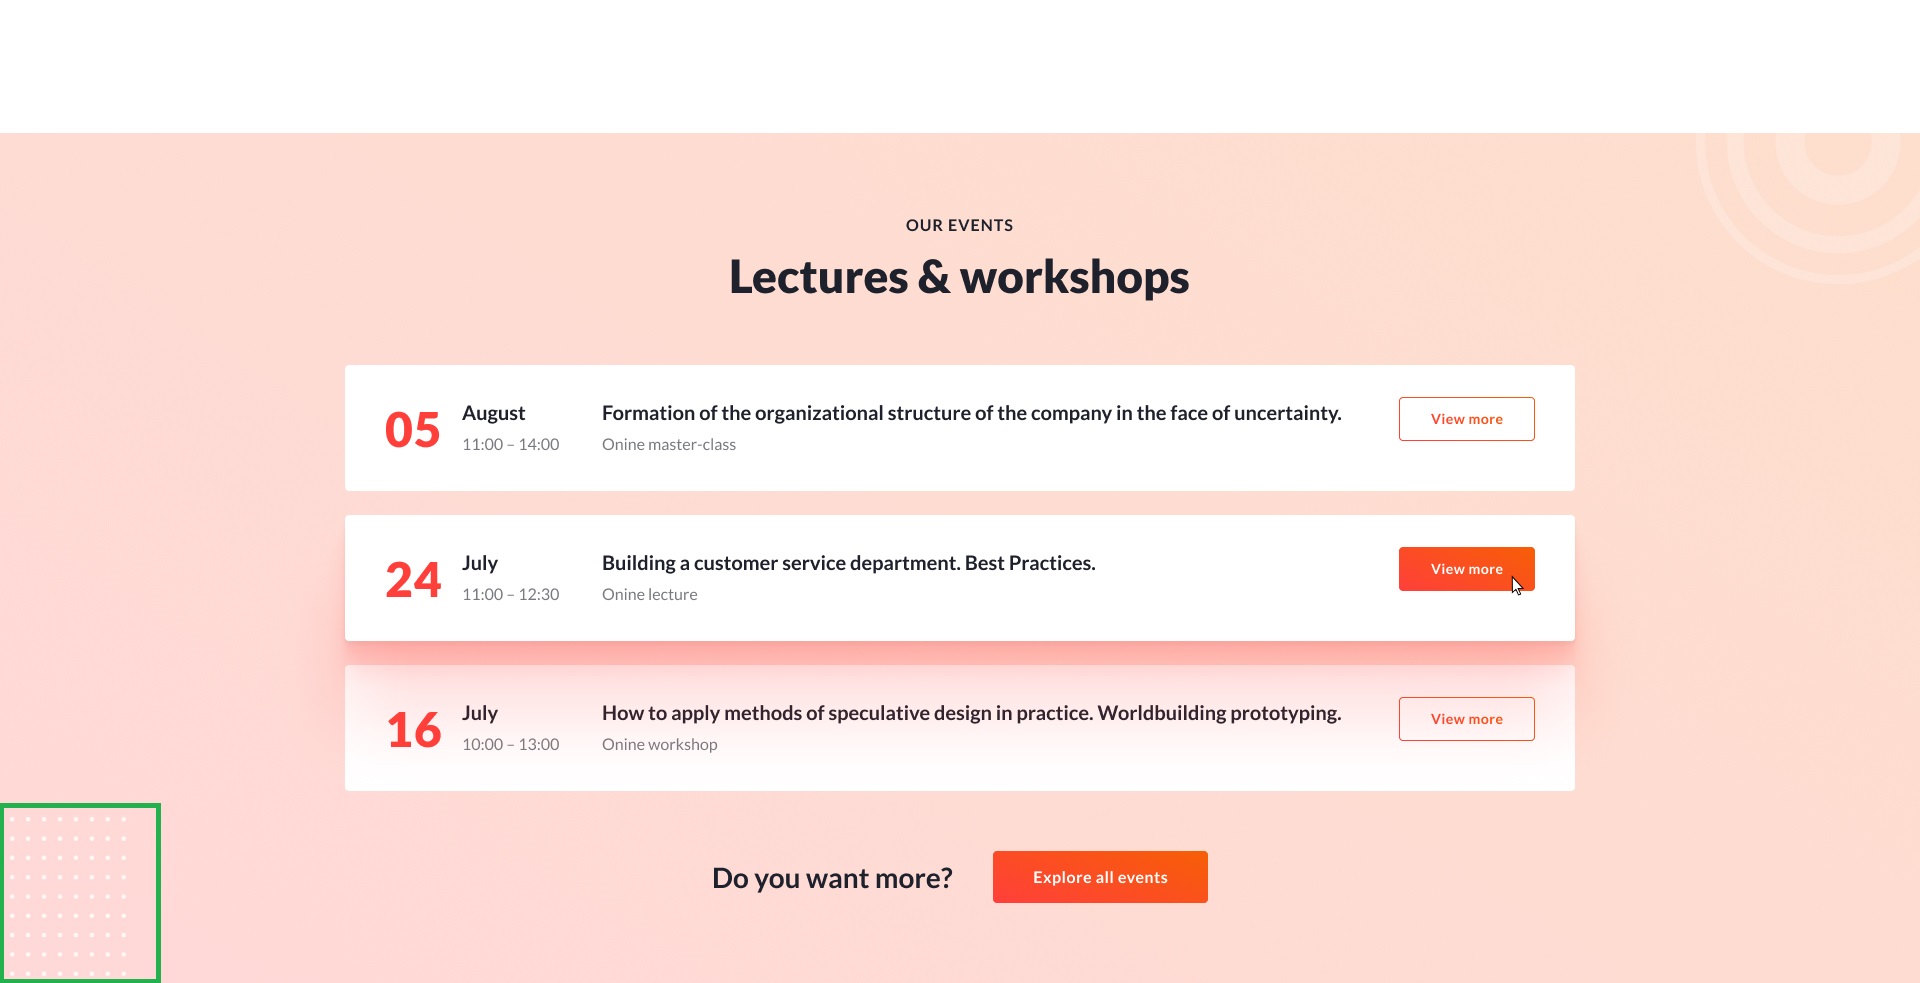 OUR EVENTS
Lectures & workshops
05
August
11:00 – 14:00
Formation of the organizational structure of the company in the face of uncertainty.
Onine master-class
View more
24
July
11:00 – 12:30
Building a customer service department. Best Practices.
Onine lecture
View more
16
July
10:00 – 13:00
How to apply methods of speculative design in practice. Worldbuilding prototyping.
Onine workshop
View more
Do you want more?
Explore all events